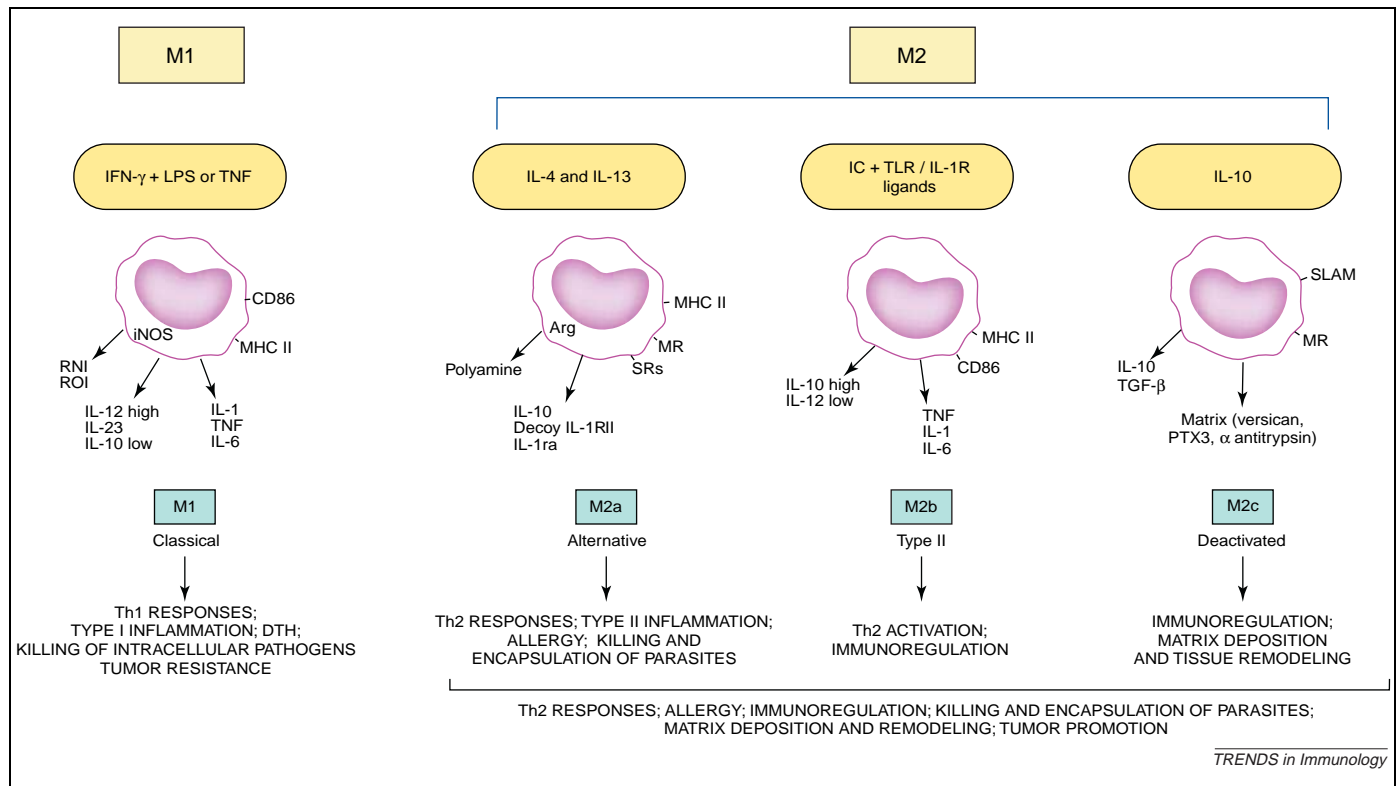 M1
M2
IFN-γ + LPS or TNF
IL-4 and IL-13
IC + TLR / IL-1R
ligands
IL-10
CD86
iNOS
MHC II
RNI
ROI
IL-12 high
IL-23
IL-10 low
IL-1
TNF
IL-6
MHC II
Arg
MR
SRs
Polyamine
IL-10
Decoy IL-1RII
IL-1ra
MHC II
CD86
IL-10 high
IL-12 low
TNF
IL-1
IL-6
SLAM
MR
IL-10
TGF-β
Matrix (versican,
PTX3, α antitrypsin)
M1
Classical
M2a
Alternative
M2b
Type II
M2c
Deactivated
Th1 RESPONSES;
TYPE I INFLAMMATION; DTH;
KILLING OF INTRACELLULAR PATHOGENS
TUMOR RESISTANCE
Th2 RESPONSES; TYPE II INFLAMMATION;
ALLERGY; KILLING AND
ENCAPSULATION OF PARASITES
Th2 ACTIVATION;
IMMUNOREGULATION
IMMUNOREGULATION;
MATRIX DEPOSITION
AND TISSUE REMODELING
Th2 RESPONSES; ALLERGY; IMMUNOREGULATION; KILLING AND ENCAPSULATION OF PARASITES;
MATRIX DEPOSITION AND REMODELING; TUMOR PROMOTION
TRENDS in Immunology